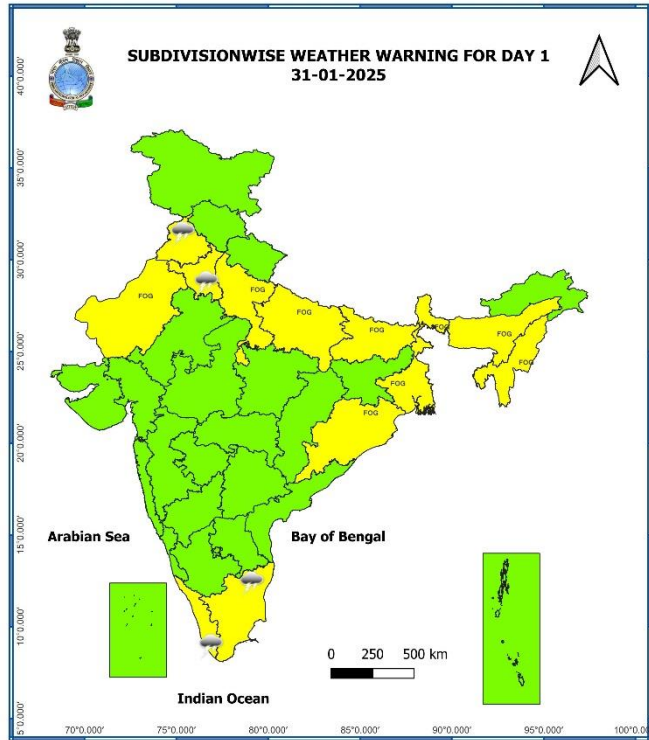 SUBDIVISIONWISE WEATHER WARNING FOR DAY 1
31-01-2025
40°0.000'
35°0.000'
30°0.000'
25°0.000'
20°0.000'
15°0.000'
10°0.000'
5°0.000'
FOG
FOG
FOG
FOG
FOG
FOG
FOG
FOG
FOG
Arabian Sea
Bay of Bengal
0 250 500 km
Indian Ocean
70°0.000' 75°0.000' 80°0.000' 85°0.000' 90°0.000' 95°0.000' 100°0.00